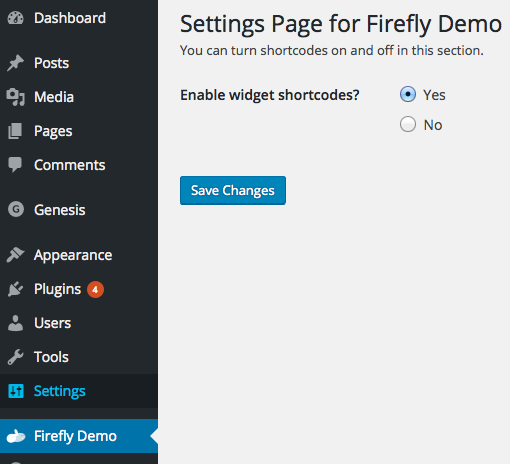 Dashboard
Posts
Media
Pages
Comments
G
Genesis
Appearance
Plugins 4
Users
Tools
Settings
Firefly Demo
Settings Page for Firefly Demo
You can turn shortcodes on and off in this section.
Enable widget shortcodes? Yes
No
Save Changes